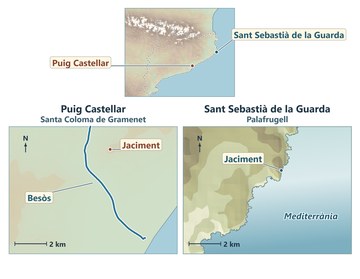 Sant Sebastià de la Guarda
Puig Castellar
Puig Castellar
Santa Coloma de Gramenet
N
Jaciment
Besòs
2 km
Sant Sebastià de la Guarda
Palafrugell
N
Jaciment
Mediterrània
2 km